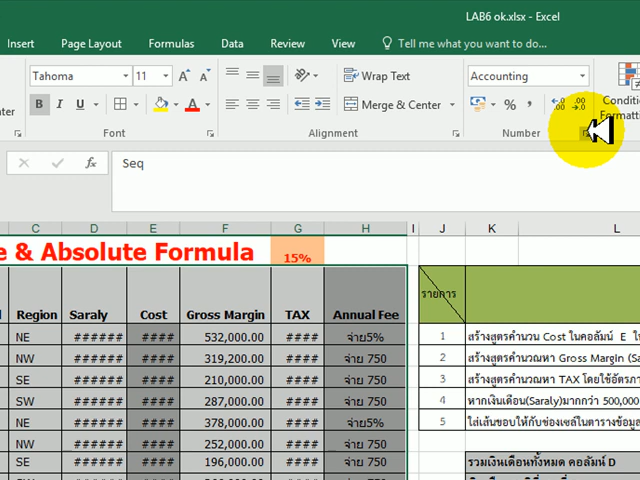 LAB6 ok.xlsx - Excel
Insert Page Layout Formulas Data Review View Tell me what you want to do...
Tahoma 11 A A Wrap Text Accounting
B I U A Merge & Center % , .00
Font Alignment Number
fx Seq
C D E F G H I J K L
& Absolute Formula 15%
รายการ
Region Saraly Cost Gross Margin TAX Annual Fee
NE ###### #### 532,000.00 #### จ่าย5% 1 สร้างสูตรคำนวน Cost ในคอลัมน์ E
NW ###### #### 319,200.00 #### จ่าย 750 2 สร้างสูตรคำนวณหา Gross Margin (Sa
SE ###### #### 210,000.00 #### จ่าย 750 3 สร้างสูตรคำนวณหา TAX โดยใช้อัตราภา
SW ###### #### 287,000.00 #### จ่าย 750 4 หากเงินเดือน(Saraly)มากกว่า 500,000
NE ###### #### 378,000.00 #### จ่าย5% 5 ใส่เส้นขอบให้กับช่องเซลในตารางข้อมูล
NW ###### #### 252,000.00 #### จ่าย 750
SE ###### #### 196,000.00 #### จ่าย 750 รวมเงินเดือนทั้งหมด คอลัมน์ D